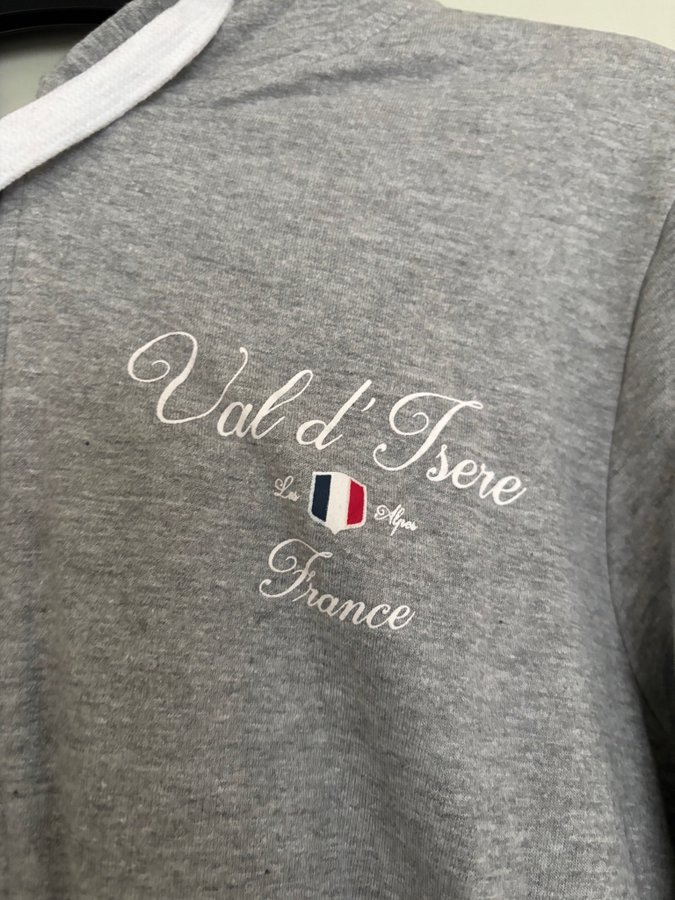 Val d'Isere
Les Alpes
France